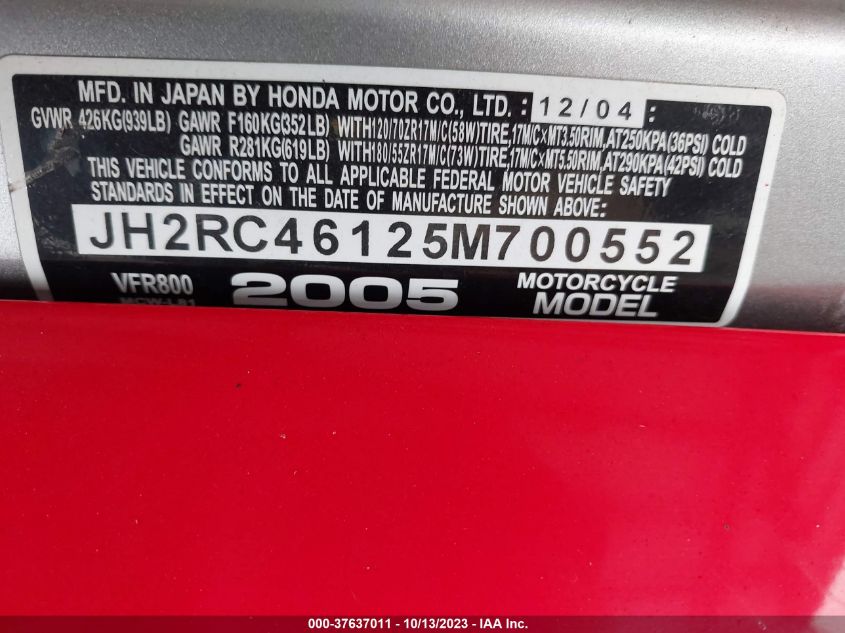 MFD. IN JAPAN BY HONDA MOTOR CO., LTD. : 12/04 :
GVWR 426KG(939LB) GAWR F160KG(352LB) WITH120/70ZR17M/C(58W)TIRE,17M/C×MT3.50RIM,AT250KPA(36PSI) COLD
GAWR R281KG(619LB) WITH180/55ZR17M/C(73W)TIRE,17M/C×MT5.50RIM,AT290KPA(42PSI) COLD
THIS VEHICLE CONFORMS TO ALL APPLICABLE FEDERAL MOTOR VEHICLE SAFETY
STANDARDS IN EFFECT ON THE DATE OF MANUFACTURE SHOWN ABOVE:
JH2RC46125M700552
VFR800 2005 MOTORCYCLE
MCW-L81 MODEL
000-37637011 - 10/13/2023 - IAA Inc.